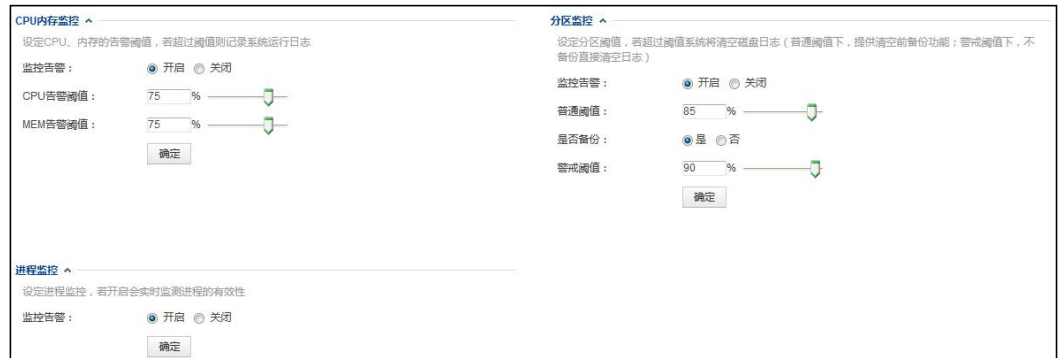 CPU内存监控
设定CPU、内存的告警阈值，若超过阈值则记录系统运行日志
监控告警： 开启 关闭
CPU告警阈值： 75 %
MEM告警阈值： 75 %
确定
分区监控
设定分区阈值，若超过阈值系统将清空磁盘日志（普通阈值下，提供清空前备份功能；警戒阈值下，不
备份直接清空日志）
监控告警： 开启 关闭
普通阈值： 85 %
是否备份： 是 否
警戒阈值： 90 %
确定
进程监控
设定进程监控，若开启会实时监测进程的有效性
监控告警： 开启 关闭
确定